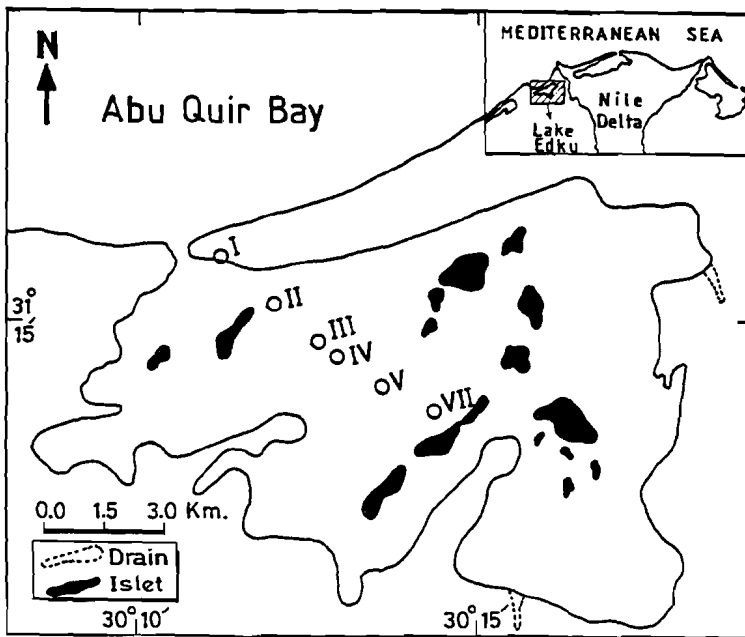 N
Abu Quir Bay
MEDITERRANEAN SEA
Nile
Delta
Lake
Edku
I
II
III
IV
V
VII
31°
15′
0.0 1.5 3.0 Km.
Drain
Islet
30° 10′
30° 15′